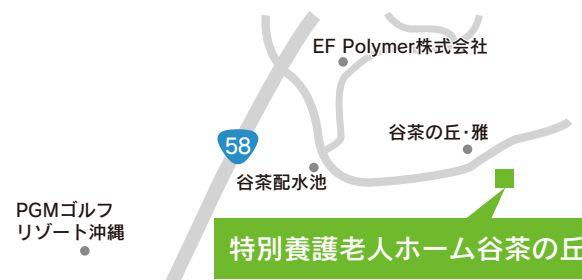 EF Polymer株式会社
谷茶の丘・雅
58
谷茶配水池
PGMゴルフ
リゾート沖縄
特別養護老人ホーム谷茶の丘